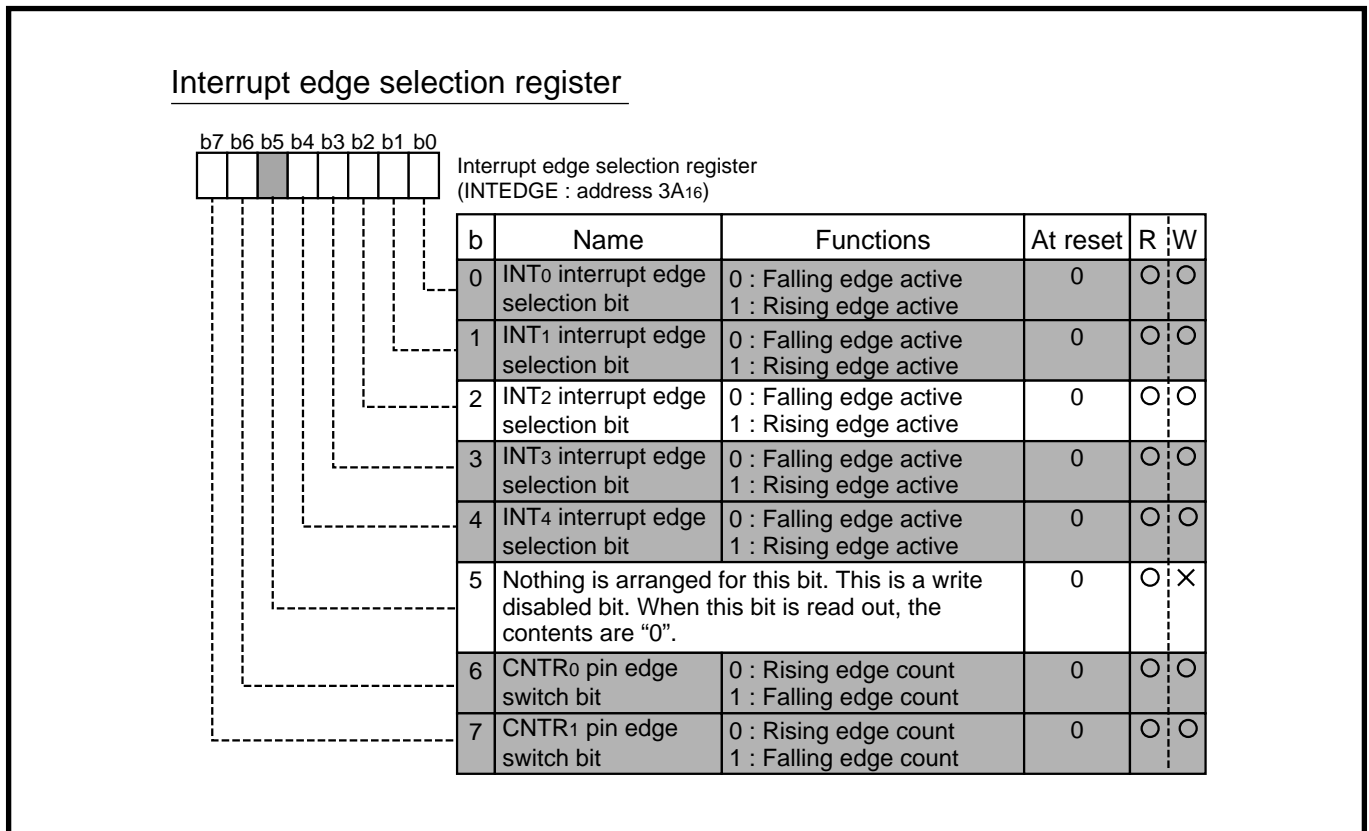 Interrupt edge selection register
b7 b6 b5 b4 b3 b2 b1 b0
Interrupt edge selection register
(INTEDGE : address 3A16)
b Name Functions At reset R W
0 INT0 interrupt edge selection bit 0 : Falling edge active 0 ○ ○
1 : Rising edge active
1 INT1 interrupt edge selection bit 0 : Falling edge active 0 ○ ○
1 : Rising edge active
2 INT2 interrupt edge selection bit 0 : Falling edge active 0 ○ ○
1 : Rising edge active
3 INT3 interrupt edge selection bit 0 : Falling edge active 0 ○ ○
1 : Rising edge active
4 INT4 interrupt edge selection bit 0 : Falling edge active 0 ○ ○
1 : Rising edge active
5 Nothing is arranged for this bit. This is a write 0 ○ ×
disabled bit. When this bit is read out, the
contents are “0”.
6 CNTR0 pin edge switch bit 0 : Rising edge count 0 ○ ○
1 : Falling edge count
7 CNTR1 pin edge switch bit 0 : Rising edge count 0 ○ ○
1 : Falling edge count